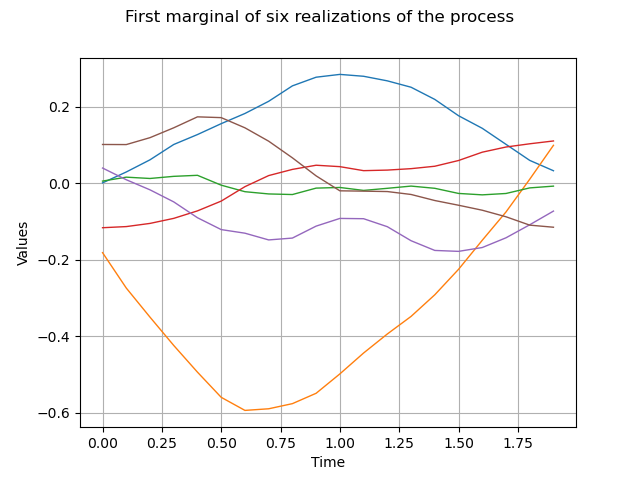 First marginal of six realizations of the process
Values
0.2
0.0
−0.2
−0.4
−0.6
0.00 0.25 0.50 0.75 1.00 1.25 1.50 1.75
Time